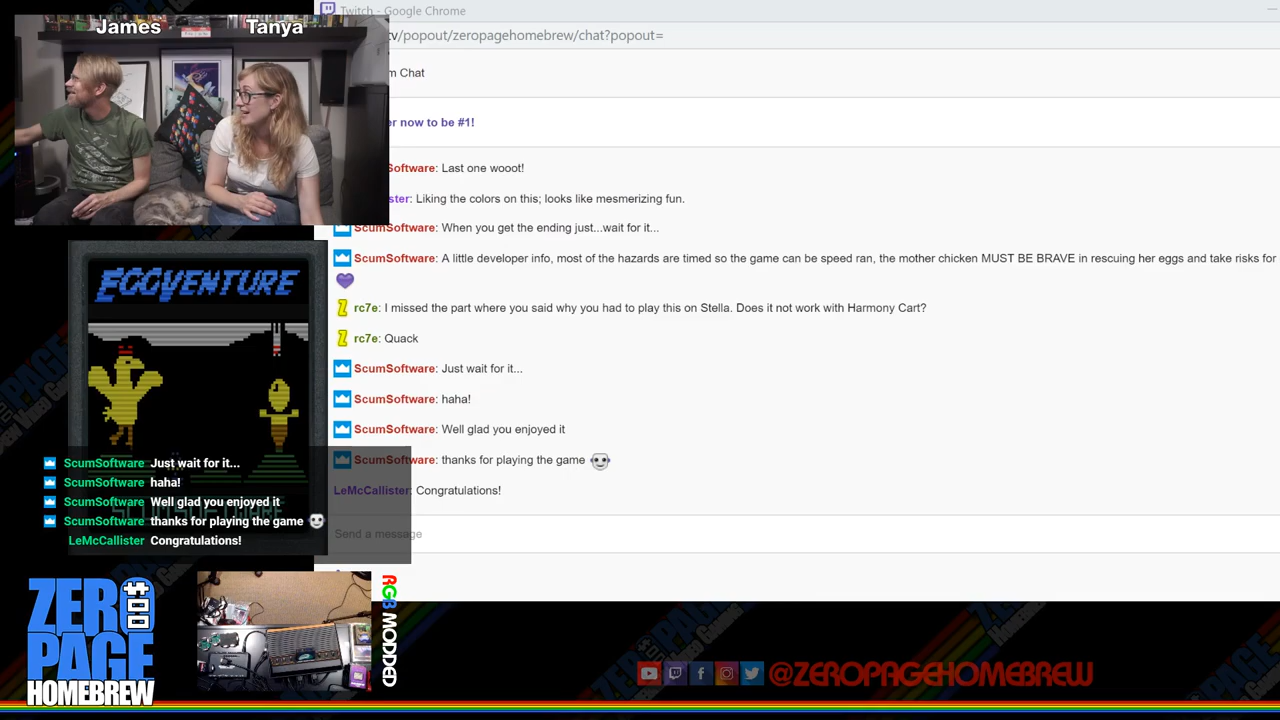 James Tanya
Twitch - Google Chrome
/popout/zeropagehomebrew/chat?popout=
Chat
now to be #1!
Software: Last one wooot!
ster: Liking the colors on this; looks like mesmerizing fun.
ScumSoftware: When you get the ending just...wait for it...
ScumSoftware: A little developer info, most of the hazards are timed so the game can be speed ran, the mother chicken MUST BE BRAVE in rescuing her eggs and take risks for
rc7e: I missed the part where you said why you had to play this on Stella. Does it not work with Harmony Cart?
rc7e: Quack
ScumSoftware: Just wait for it...
ScumSoftware: haha!
ScumSoftware: Well glad you enjoyed it
ScumSoftware: thanks for playing the game
LeMcCallister: Congratulations!
Send a message
EGGVENTURE
ScumSoftware Just wait for it...
ScumSoftware haha!
ScumSoftware Well glad you enjoyed it
ScumSoftware thanks for playing the game
LeMcCallister Congratulations!
SCUMSOFTWARE
ZERO
PAGE
HOMEBREW
RGB MODDED
@ZEROPAGEHOMEBREW